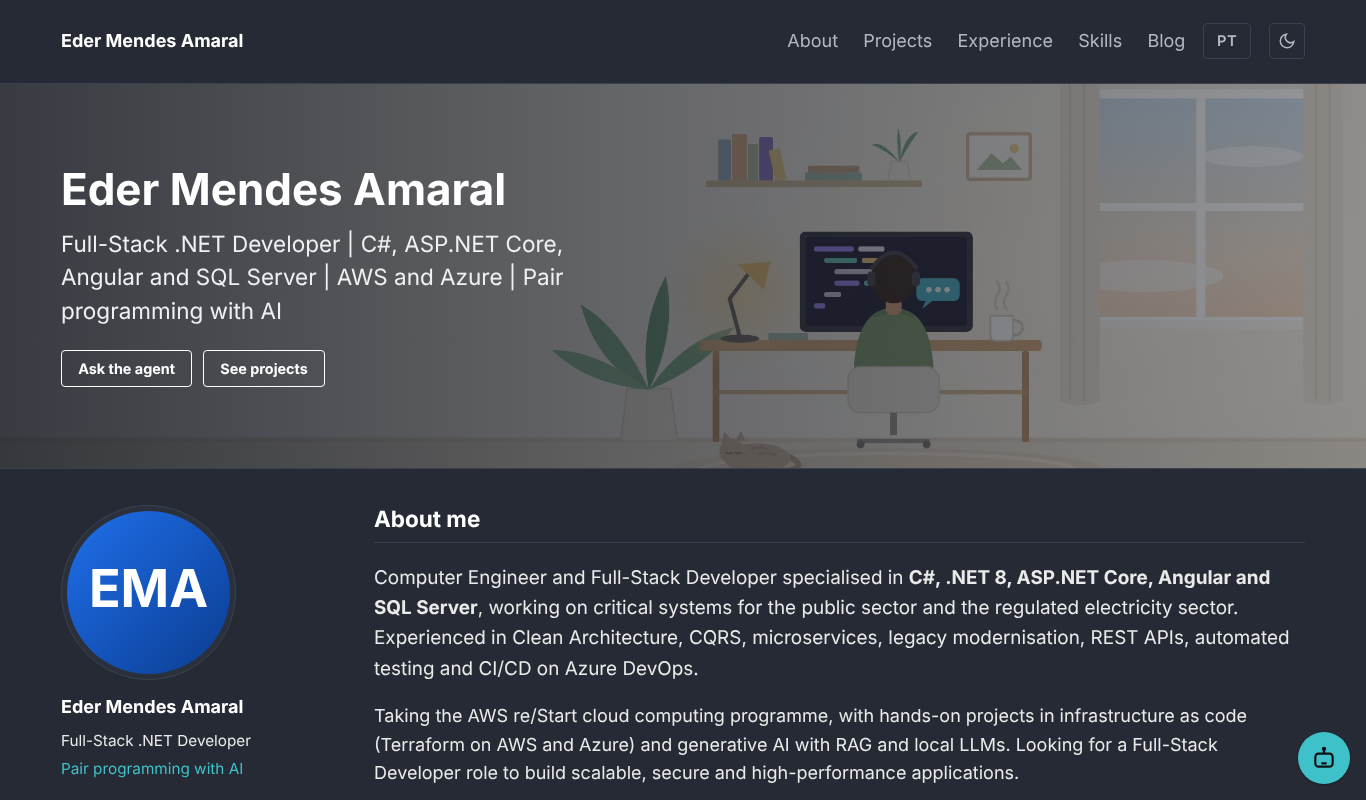 Eder Mendes Amaral
About
Projects
Experience
Skills
Blog
PT
Eder Mendes Amaral
Full-Stack .NET Developer | C#, ASP.NET Core,
Angular and SQL Server | AWS and Azure | Pair
programming with AI
Ask the agent
See projects
EMA
Eder Mendes Amaral
Full-Stack .NET Developer
Pair programming with AI
About me
Computer Engineer and Full-Stack Developer specialised in C#, .NET 8, ASP.NET Core, Angular and
SQL Server, working on critical systems for the public sector and the regulated electricity sector.
Experienced in Clean Architecture, CQRS, microservices, legacy modernisation, REST APIs, automated
testing and CI/CD on Azure DevOps.
Taking the AWS re/Start cloud computing programme, with hands-on projects in infrastructure as code
(Terraform on AWS and Azure) and generative AI with RAG and local LLMs. Looking for a Full-Stack
Developer role to build scalable, secure and high-performance applications.